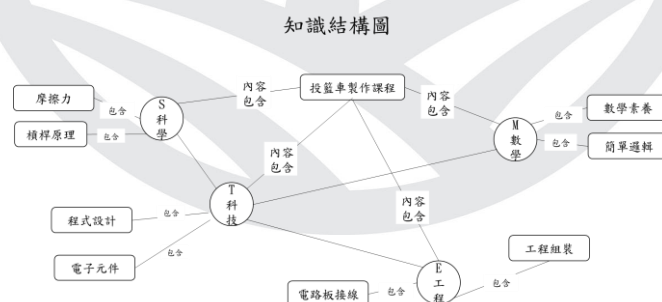 知識結構圖
摩擦力
包含
槓桿原理
包含
S
科
學
內容
包含
投籃車製作課程
內容
包含
M
數
學
包含
數學素養
包含
簡單邏輯
內容
包含
T
科
技
程式設計
包含
電子元件
包含
內容
包含
E
工
程
工程組裝
包含
電路板接線
包含